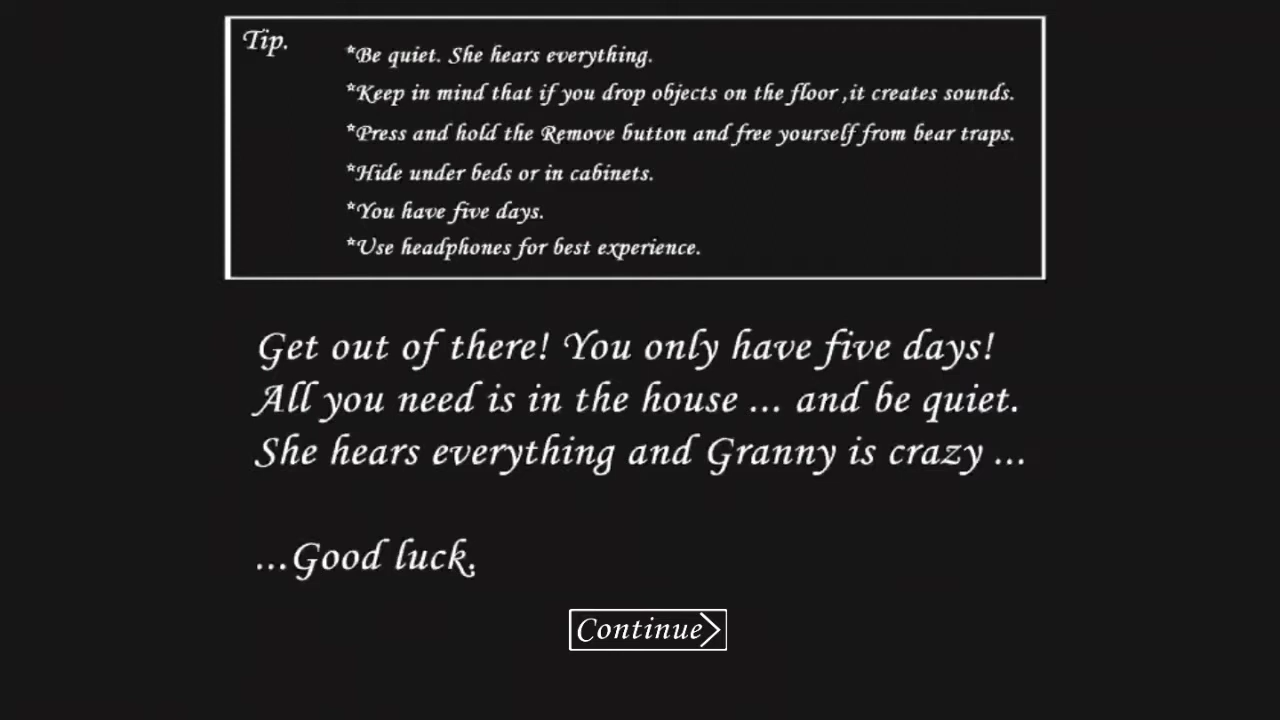 Tip.
*Be quiet. She hears everything.
*Keep in mind that if you drop objects on the floor ,it creates sounds.
*Press and hold the Remove button and free yourself from bear traps.
*Hide under beds or in cabinets.
*You have five days.
*Use headphones for best experience.
Get out of there! You only have five days!
All you need is in the house ... and be quiet.
She hears everything and Granny is crazy ...
...Good luck.
Continue